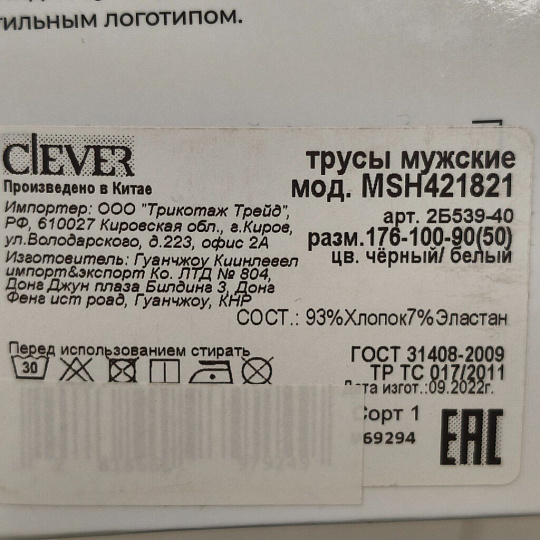 тильным логотипом.
ClEVER
Произведено в Китае
Импортер: ООО "Трикотаж Трейд",
РФ, 610027 Кировская обл., г.Киров,
ул.Володарского, д.223, офис 2А
Изготовитель: Гуанчжоу Киинлевел
импорт&экспорт Ко. ЛТД № 804,
Донг Джун плаза Билдинг 3, Донг
Фенг ист роад, Гуанчжоу, КНР
трусы мужские
мод. MSH421821
арт. 2Б539-40
разм.176-100-90(50)
цв. чёрный/ белый
СОСТ.: 93%Хлопок7%Эластан
Перед использованием стирать
30
ГОСТ 31408-2009
ТР ТС 017/2011
Дата изгот.:09.2022г.
Сорт 1
69294
EAC